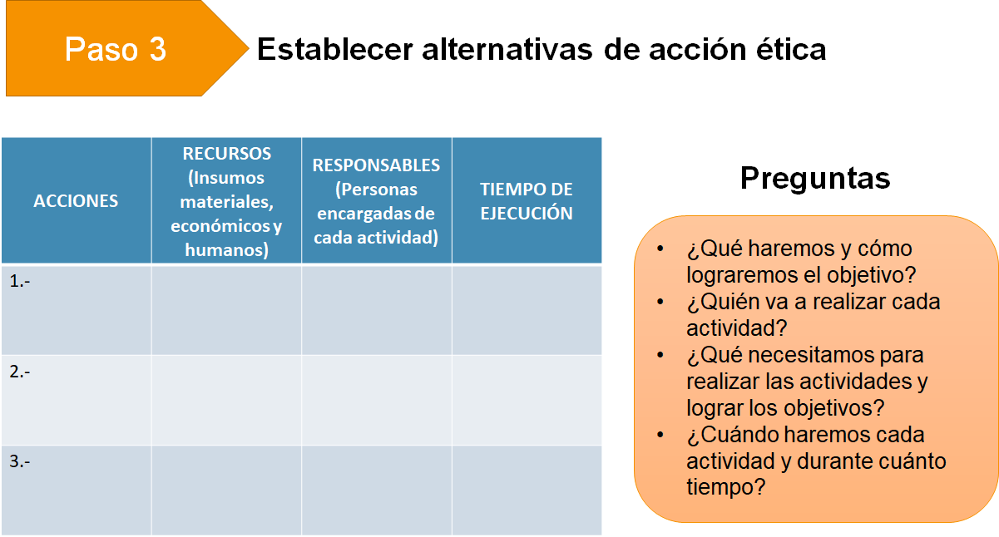 Paso 3
Establecer alternativas de acción ética
ACCIONES
RECURSOS
(Insumos
materiales,
económicos y
humanos)
RESPONSABLES
(Personas
encargadas de
cada actividad)
TIEMPO DE
EJECUCIÓN
1.-
2.-
3.-
Preguntas
• ¿Qué haremos y cómo
lograremos el objetivo?
• ¿Quién va a realizar cada
actividad?
• ¿Qué necesitamos para
realizar las actividades y
lograr los objetivos?
• ¿Cuándo haremos cada
actividad y durante cuánto
tiempo?